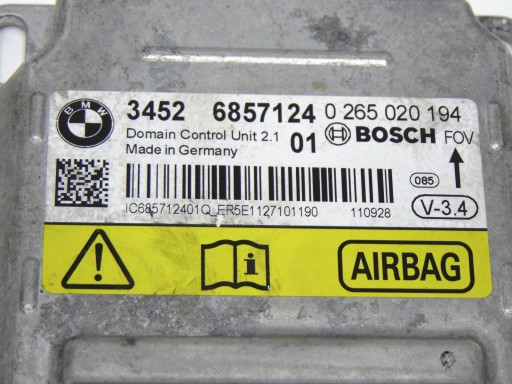 BMW
3452 6857124 0 265 020 194
Domain Control Unit 2.1 01 BOSCH FOV
Made in Germany
085
IC685712401Q_ER5E1127101190 110928 V-3.4
AIRBAG